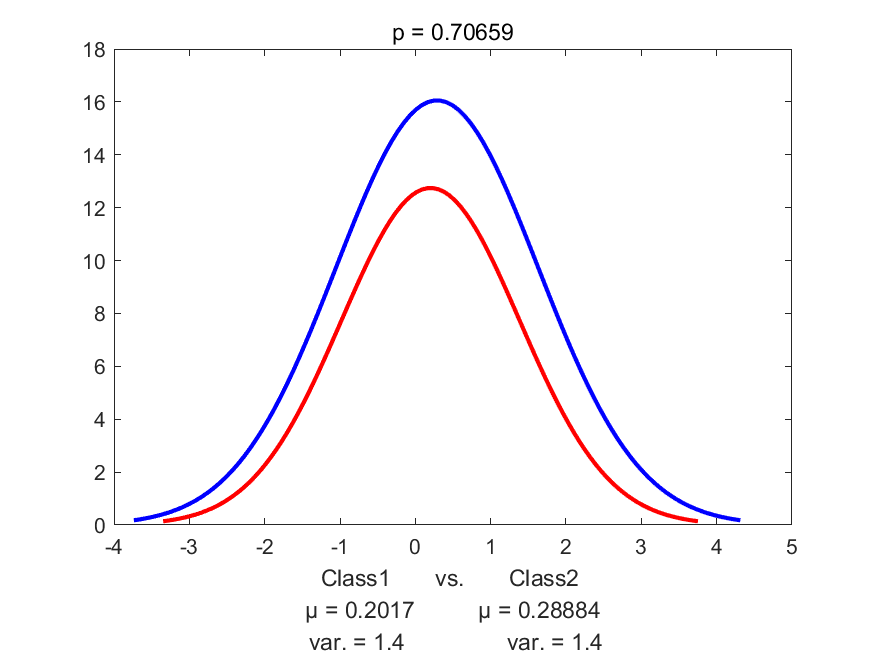 p = 0.70659
18
16
14
12
10
8
6
4
2
0
-4 -3 -2 -1 0 1 2 3 4 5
Class1 vs. Class2
μ = 0.2017 μ = 0.28884
var. = 1.4 var. = 1.4